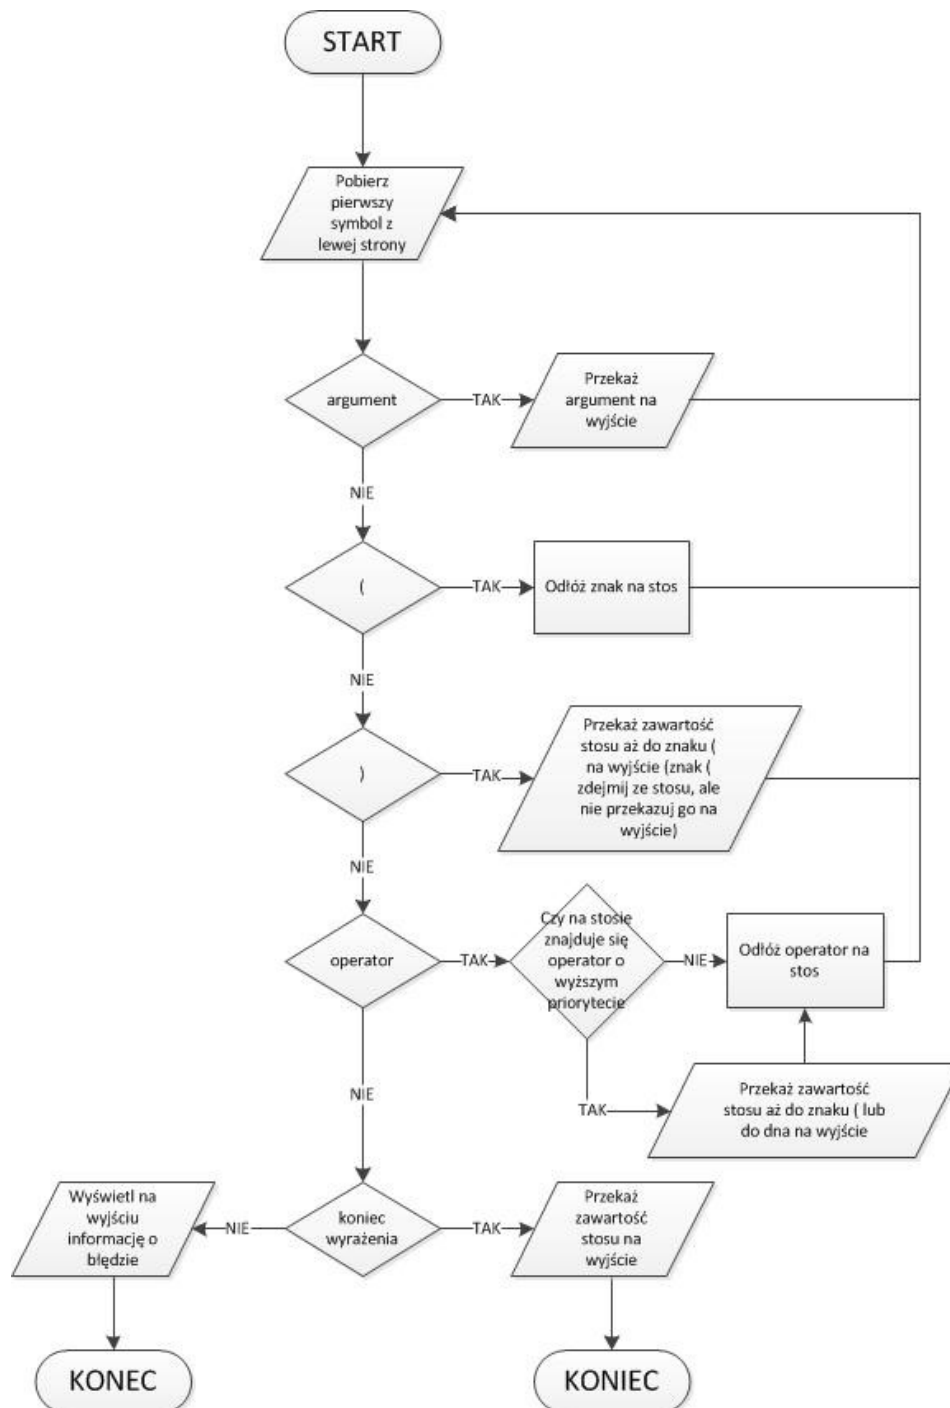 START
Pobierz
pierwszy
symbol z
lewej strony
argument
TAK
Przekaż
argument na
wyjście
NIE
(
TAK
Odłóż znak na stos
NIE
)
TAK
Przekaż zawartość
stosu aż do znaku (
na wyjście (znak (
zdejmij ze stosu, ale
nie przekazuj go na
wyjście)
NIE
operator
TAK
Czy na stosie
znajduje się
operator o
wyższym
priorytecie
NIE
Odłóż operator na
stos
NIE
TAK
Przekaż zawartość
stosu aż do znaku ( lub
do dna na wyjście
Wyświetl na
wyjściu
informację o
błędzie
NIE
koniec
wyrażenia
TAK
Przekaż
zawartość
stosu na
wyjście
KONEC
KONIEC